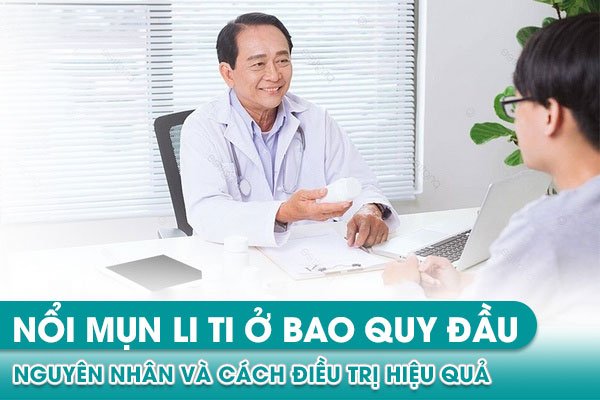 NỔI MỤN LI TI Ở BAO QUY ĐẦU
NGUYÊN NHÂN VÀ CÁCH ĐIỀU TRỊ HIỆU QUẢ